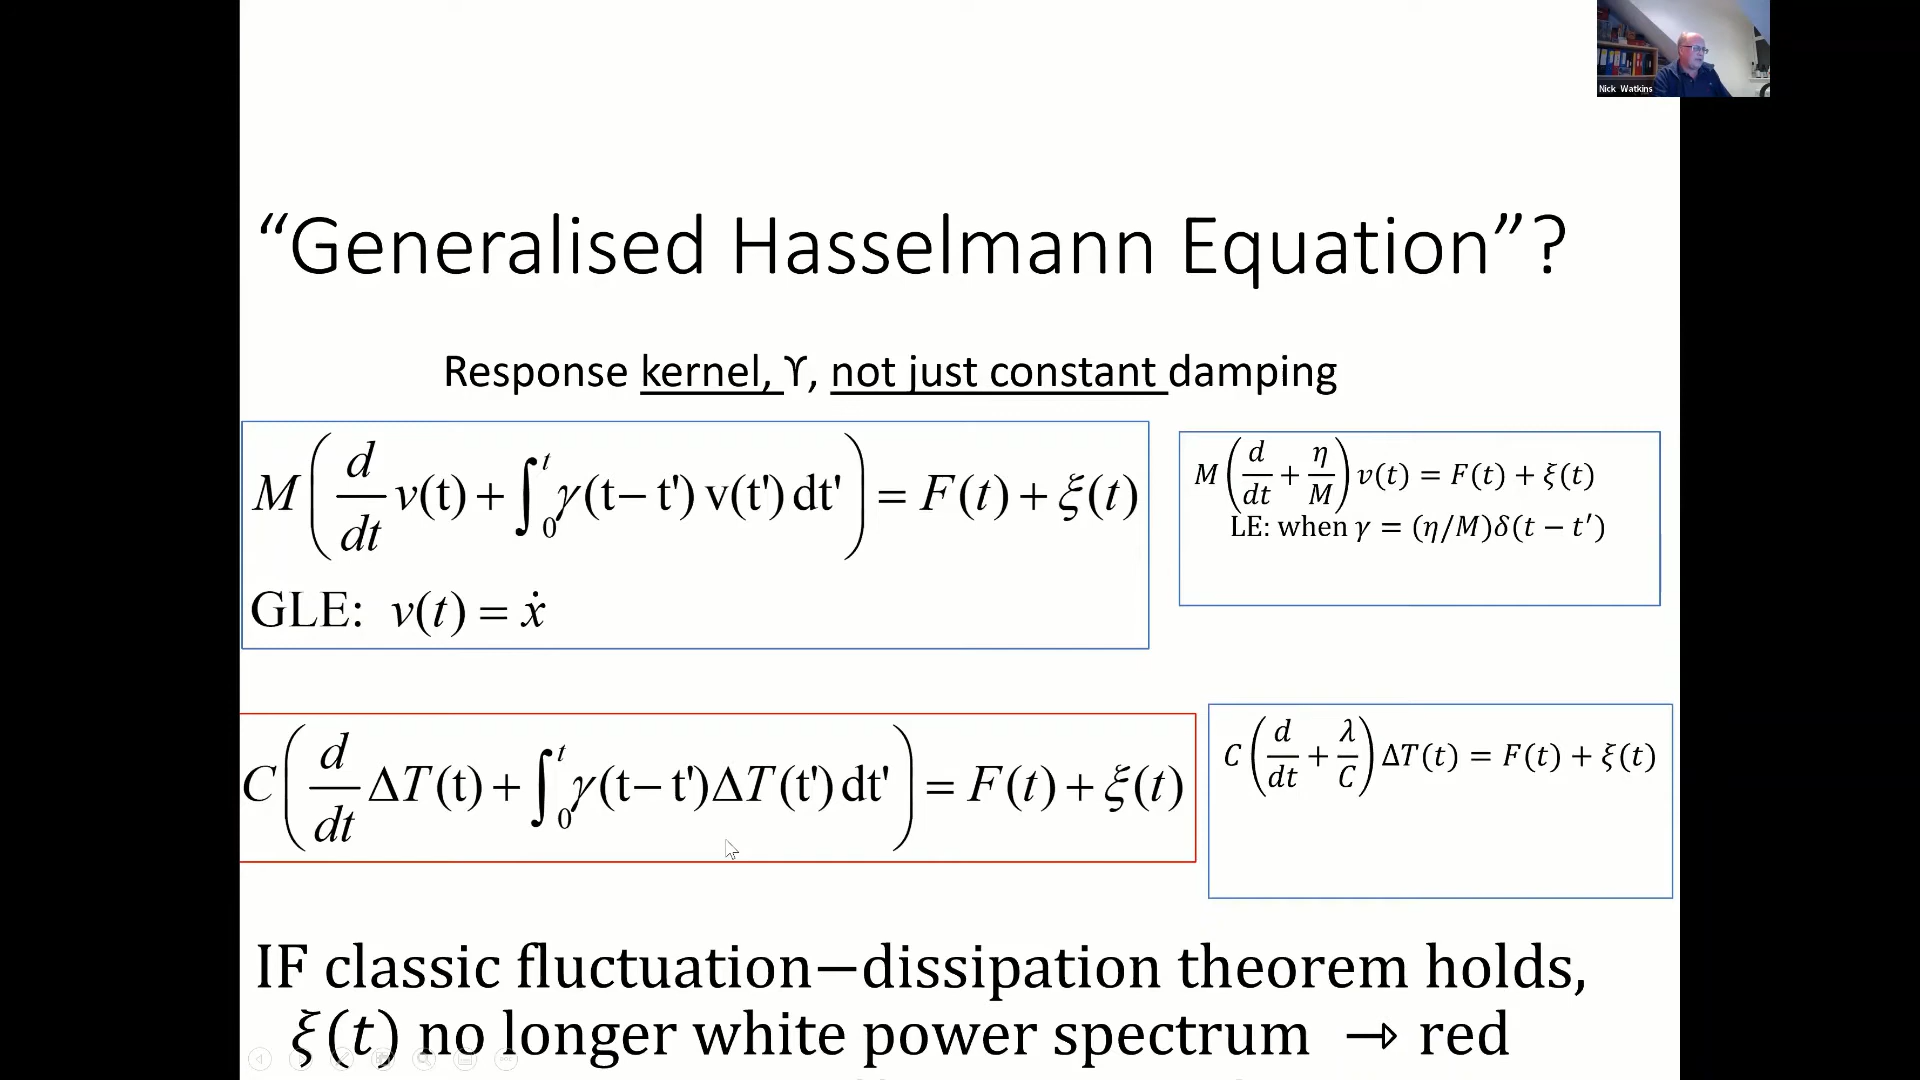 Nick Watkins
“Generalised Hasselmann Equation”?
Response kernel, ϒ, not just constant damping
M(d/dt v(t) + ∫₀ᵗ γ(t− t') v(t') dt') = F(t) + ξ(t)
GLE: v(t) = ẋ
M(d/dt + η/M) v(t) = F(t) + ξ(t)
LE: when γ = (η/M)δ(t − t′)
C(d/dt ΔT(t) + ∫₀ᵗ γ(t− t')ΔT(t') dt') = F(t) + ξ(t)
C(d/dt + λ/C) ΔT(t) = F(t) + ξ(t)
IF classic fluctuation−dissipation theorem holds,
ξ(t) no longer white power spectrum → red